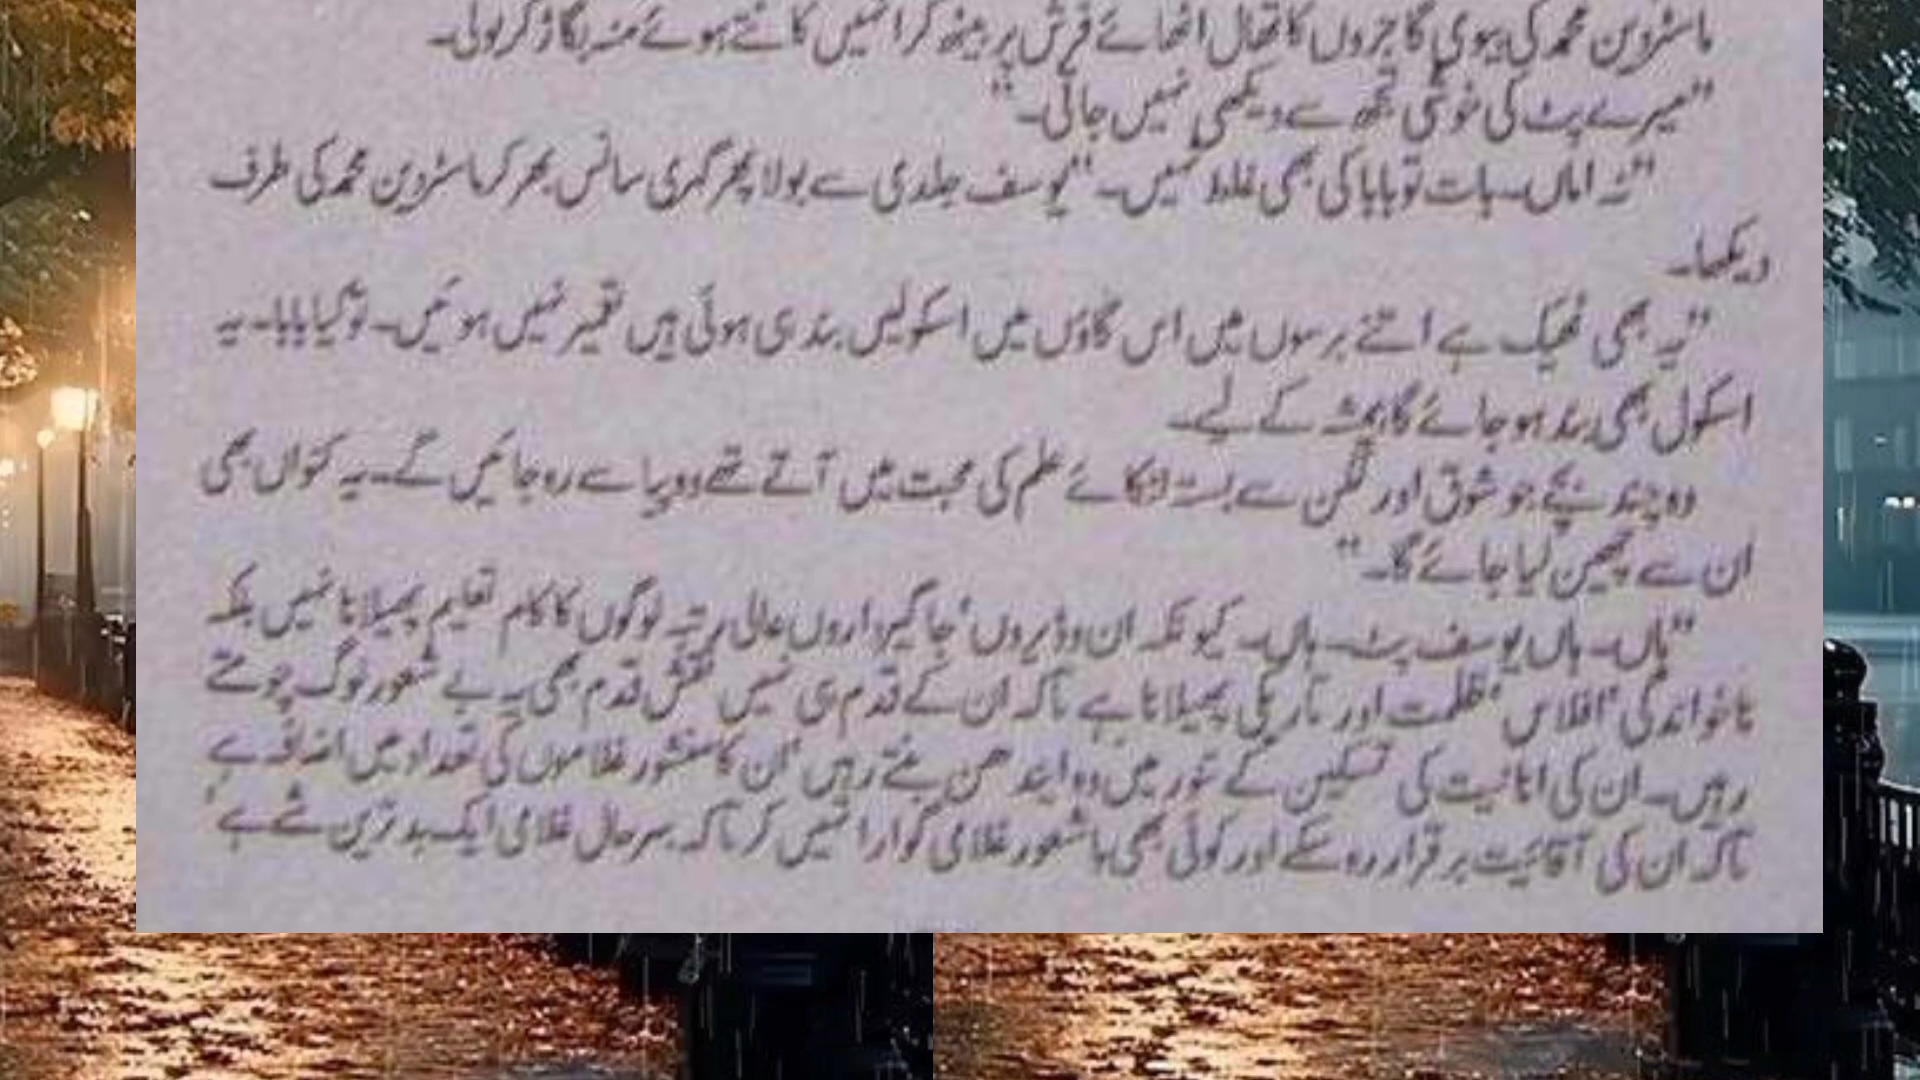 ماسٹر دین محمد کی بیوی گاجروں کا تھال اٹھائے فرش پر بیٹھ کر انہیں کاٹتے ہوئے منہ بگاڑ کر بولی۔
"میرے پٹ کی خوشی تجھ سے دیکھی نہیں جاتی۔"
"نہ اماں۔ بات تو بابا کی بھی غلط نہیں۔" یوسف جلدی سے بولا پھر گہری سانس بھر کر ماسٹر دین محمد کی طرف
دیکھا۔
"یہ بھی ٹھیک ہے اتنے برسوں میں اس گاؤں میں اسکولیں بند ہی ہوئی ہیں تعمیر نہیں ہوئیں۔ تو کیا بابا۔ یہ
اسکول بھی بند ہو جائے گا ہمیشہ کے لیے۔
وہ چند بچے جو شوق اور لگن سے بستہ لٹکائے علم کی محبت میں آتے تھے وہ پیاسے رہ جائیں گے۔ یہ کنواں بھی
ان سے چھین لیا جائے گا۔"
"ہاں۔ ہاں یوسف پٹ۔ ہاں۔ کیونکہ ان وڈیروں' جاگیرداروں عالی مرتبہ لوگوں کا کام تعلیم پھیلانا نہیں بلکہ
ناخواندگی' افلاس' ظلمت اور تاریکی پھیلانا ہے تاکہ ان کے قدم ہی نہیں نقش قدم بھی یہ بے شعور لوگ چومتے
رہیں۔ ان کی انانیت کی تسکین کے تنور میں وہ ایندھن بنتے رہیں' ان کا منشور غلاموں کی تعداد میں اضافہ ہے
تاکہ ان کی آقائیت برقرار رہ سکے اور کوئی بھی باشعور غلامی گوارا نہیں کرتا کہ بہرحال غلامی ایک بدترین شے ہے'